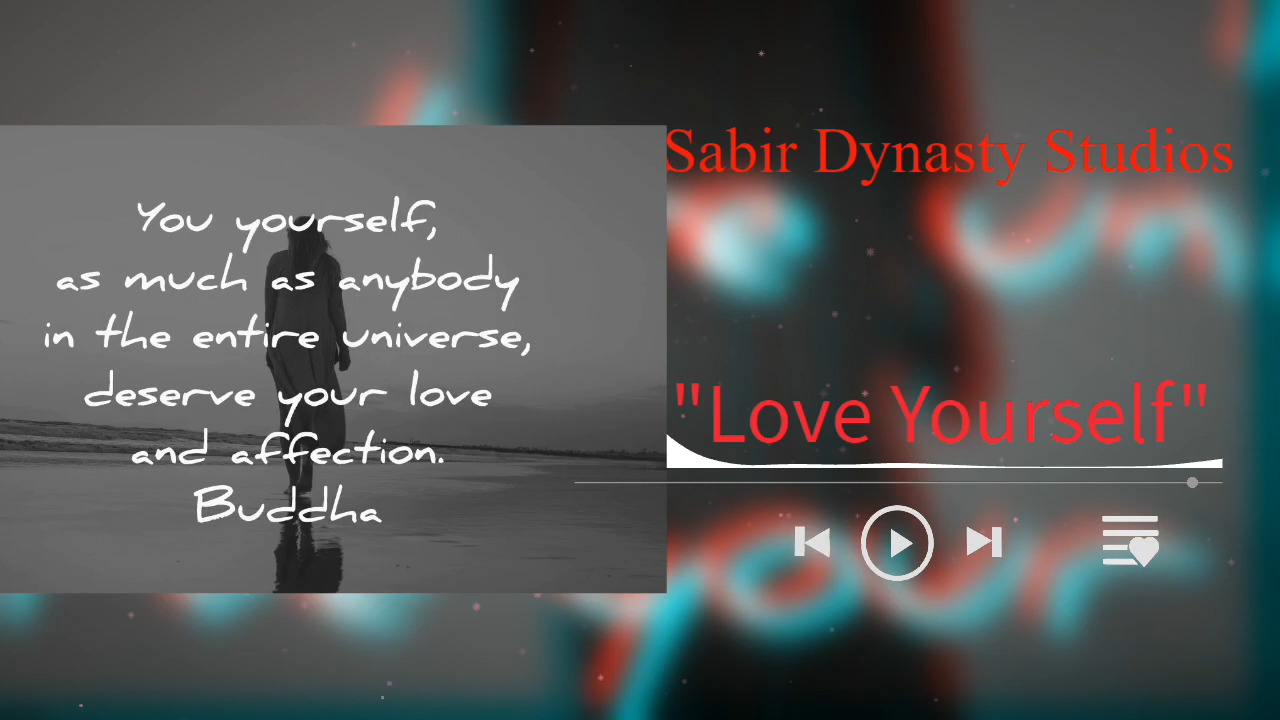 You yourself,
as much as anybody
in the entire universe,
deserve your love
and affection.
Buddha
Sabir Dynasty Studios
"Love Yourself"